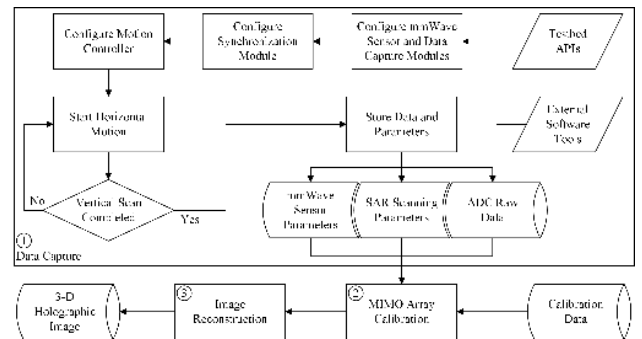 Configure Motion
Controller
Configure
Synchronization
Module
Configure mmWave
Sensor and Data
Capture Modules
Testbed
APIs
Start Horizontal
Motion
Store Data and
Parameters
External
Software
Tools
No
Vertical Scan
Completed
Yes
mmWave
Sensor
Parameters
SAR Scanning
Parameters
ADC Raw
Data
1
Data Capture
3-D
Holographic
Image
3
Image
Reconstruction
2
MIMO Array
Calibration
Calibration
Data